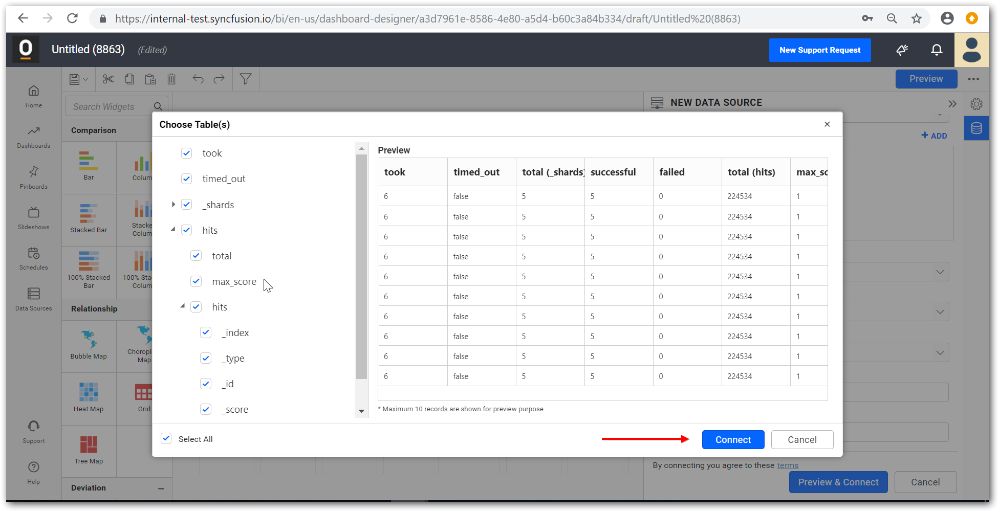 https://internal-test.syncfusion.io/bi/en-us/dashboard-designer/a3d7961e-8586-4e80-a5d4-b60c3a84b334/draft/Untitled%20(8863)
Untitled (8863) (Edited)
New Support Request
Preview
Home
Dashboards
Pinboards
Slideshows
Schedules
Data Sources
Support
Help
Search Widgets
Comparison
Bar
Colum
Stacked Bar
Stacke
Colum
100% Stacked
Bar
100% Sta
Colum
Relationship
Bubble Map
Chorop
Map
Heat Map
Grid
Tree Map
Deviation
NEW DATA SOURCE
+ ADD
Choose Table(s)
took
timed_out
_shards
hits
total
max_score
hits
_index
_type
_id
_score
Select All
Preview
took timed_out total (_shards) successful failed total (hits) max_sc
6 false 5 5 0 224534 1
6 false 5 5 0 224534 1
6 false 5 5 0 224534 1
6 false 5 5 0 224534 1
6 false 5 5 0 224534 1
6 false 5 5 0 224534 1
6 false 5 5 0 224534 1
6 false 5 5 0 224534 1
6 false 5 5 0 224534 1
6 false 5 5 0 224534 1
* Maximum 10 records are shown for preview purpose
Connect
Cancel
By connecting you agree to these terms
Preview & Connect
Cancel